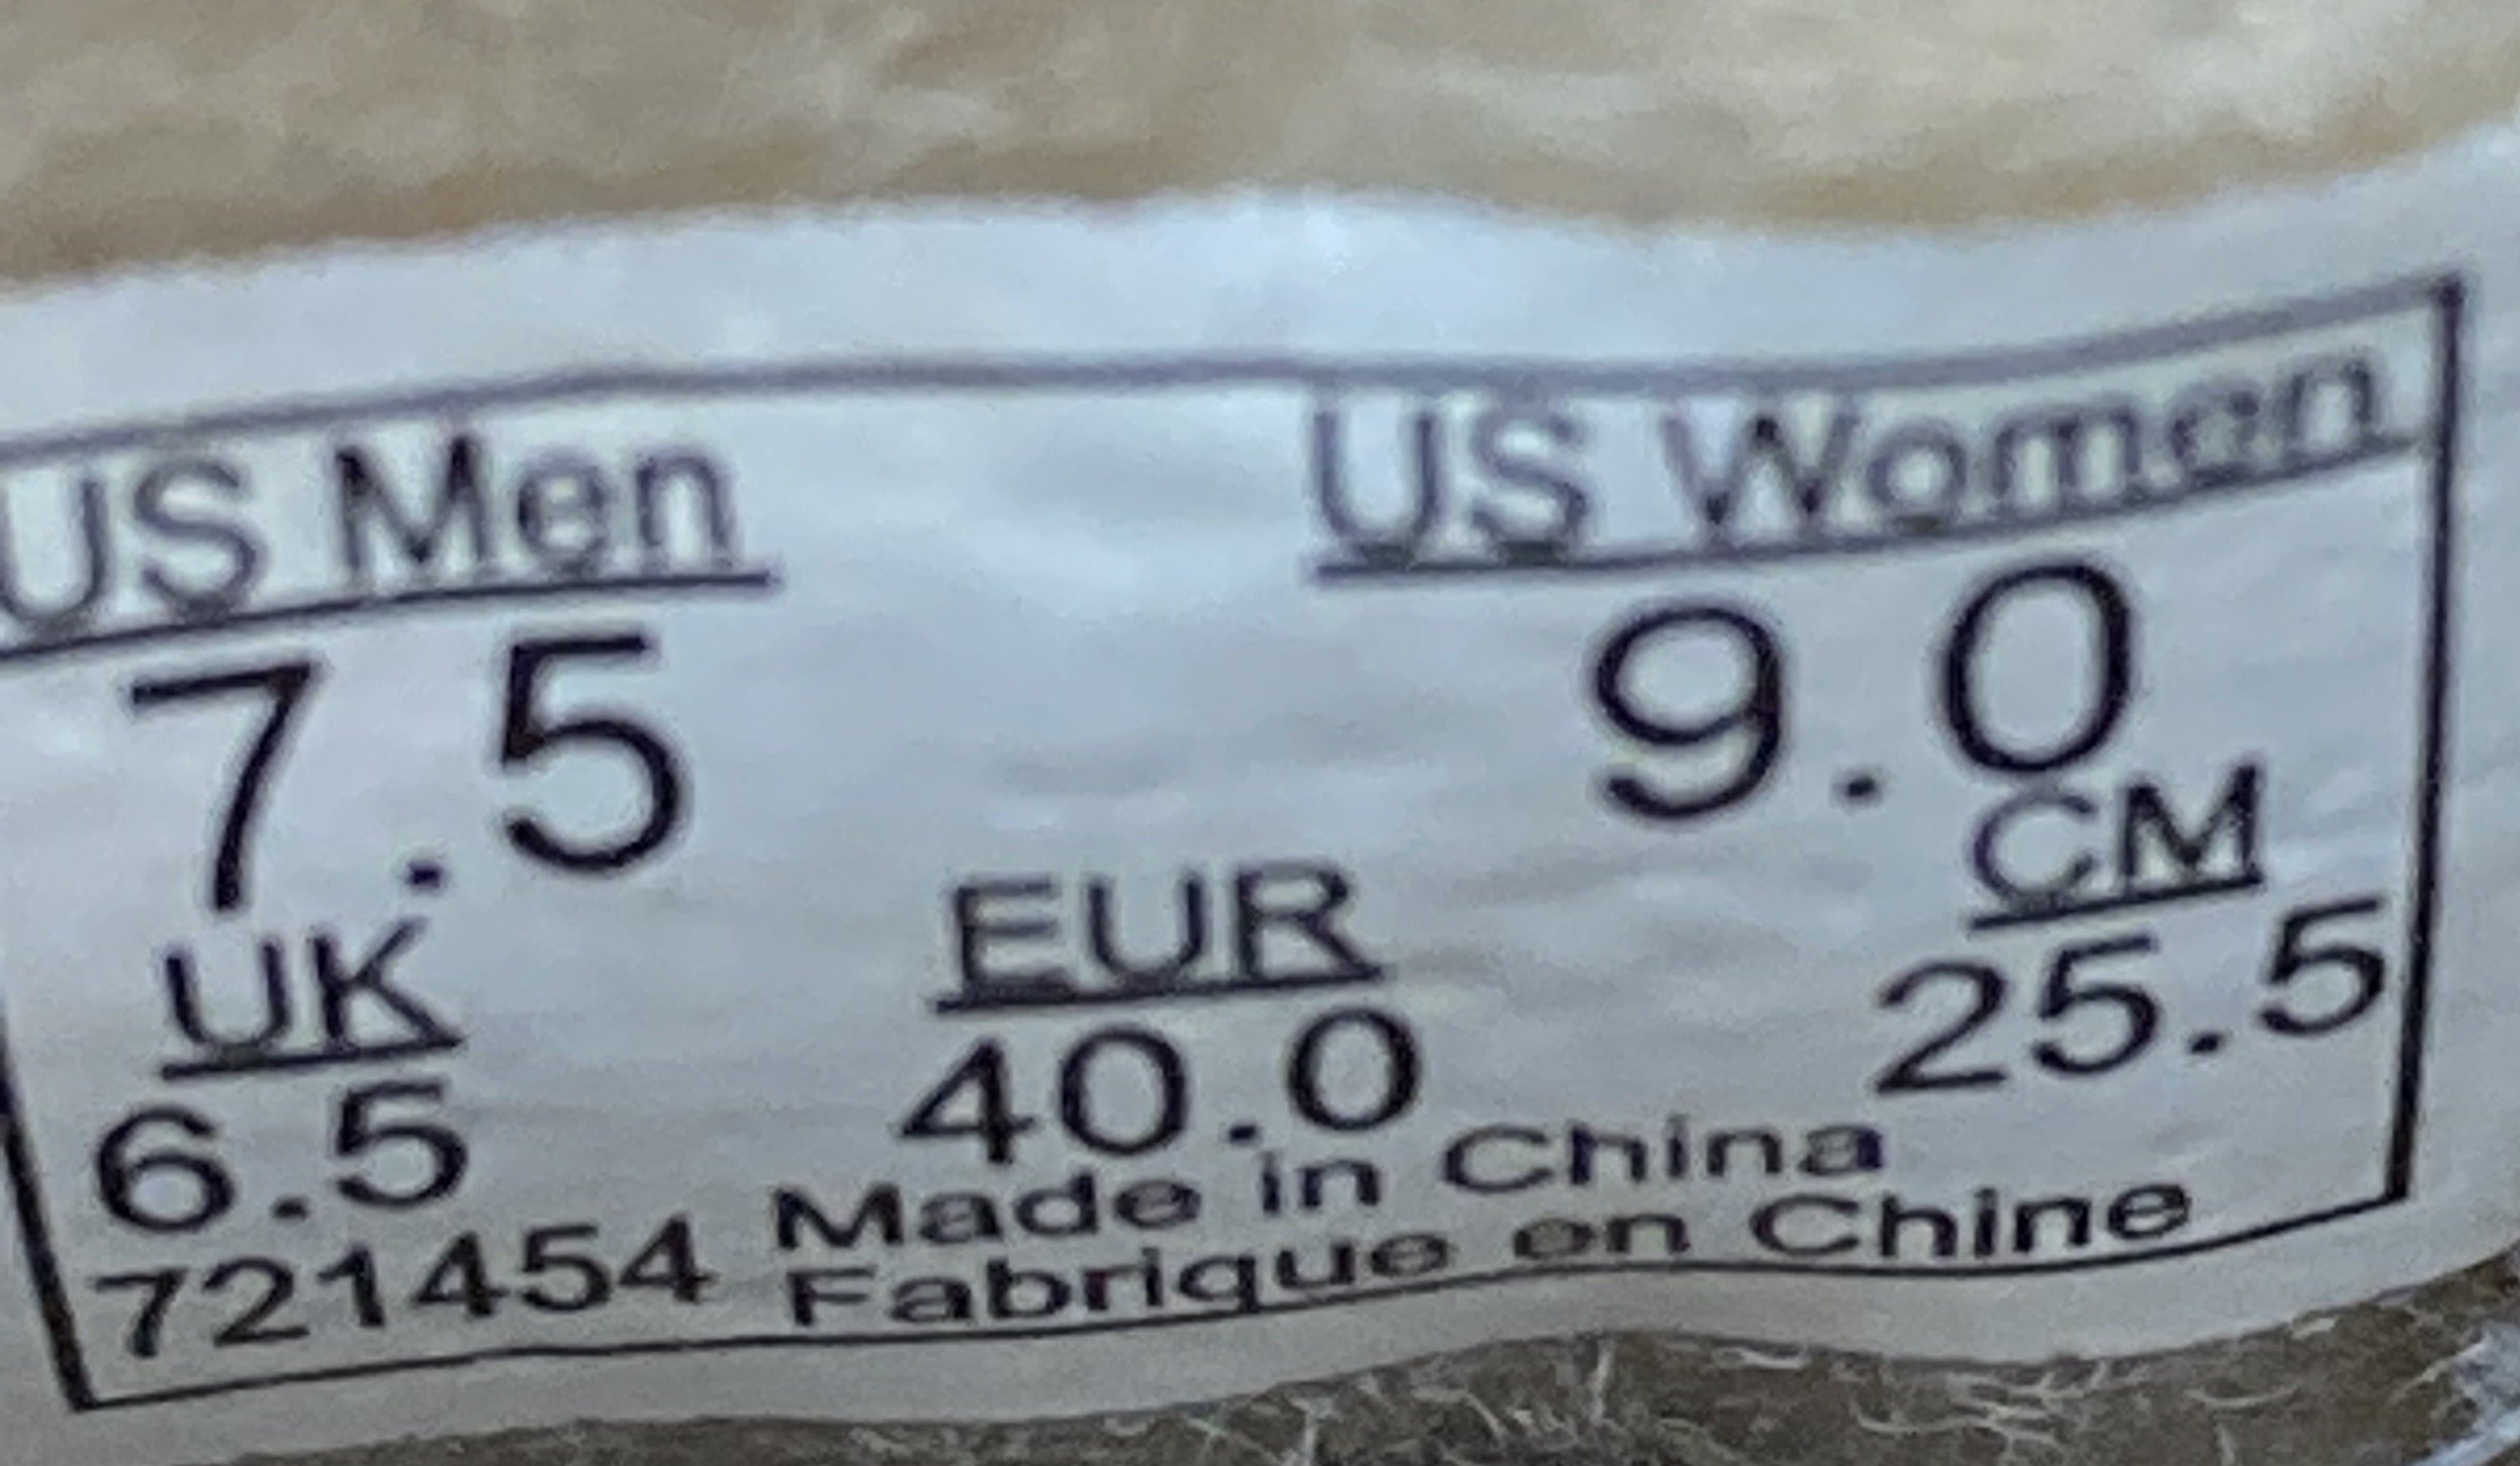 US Men US Women
7.5 9.0
UK EUR CM
6.5 40.0 25.5
721454 Made in China
Fabrique en Chine